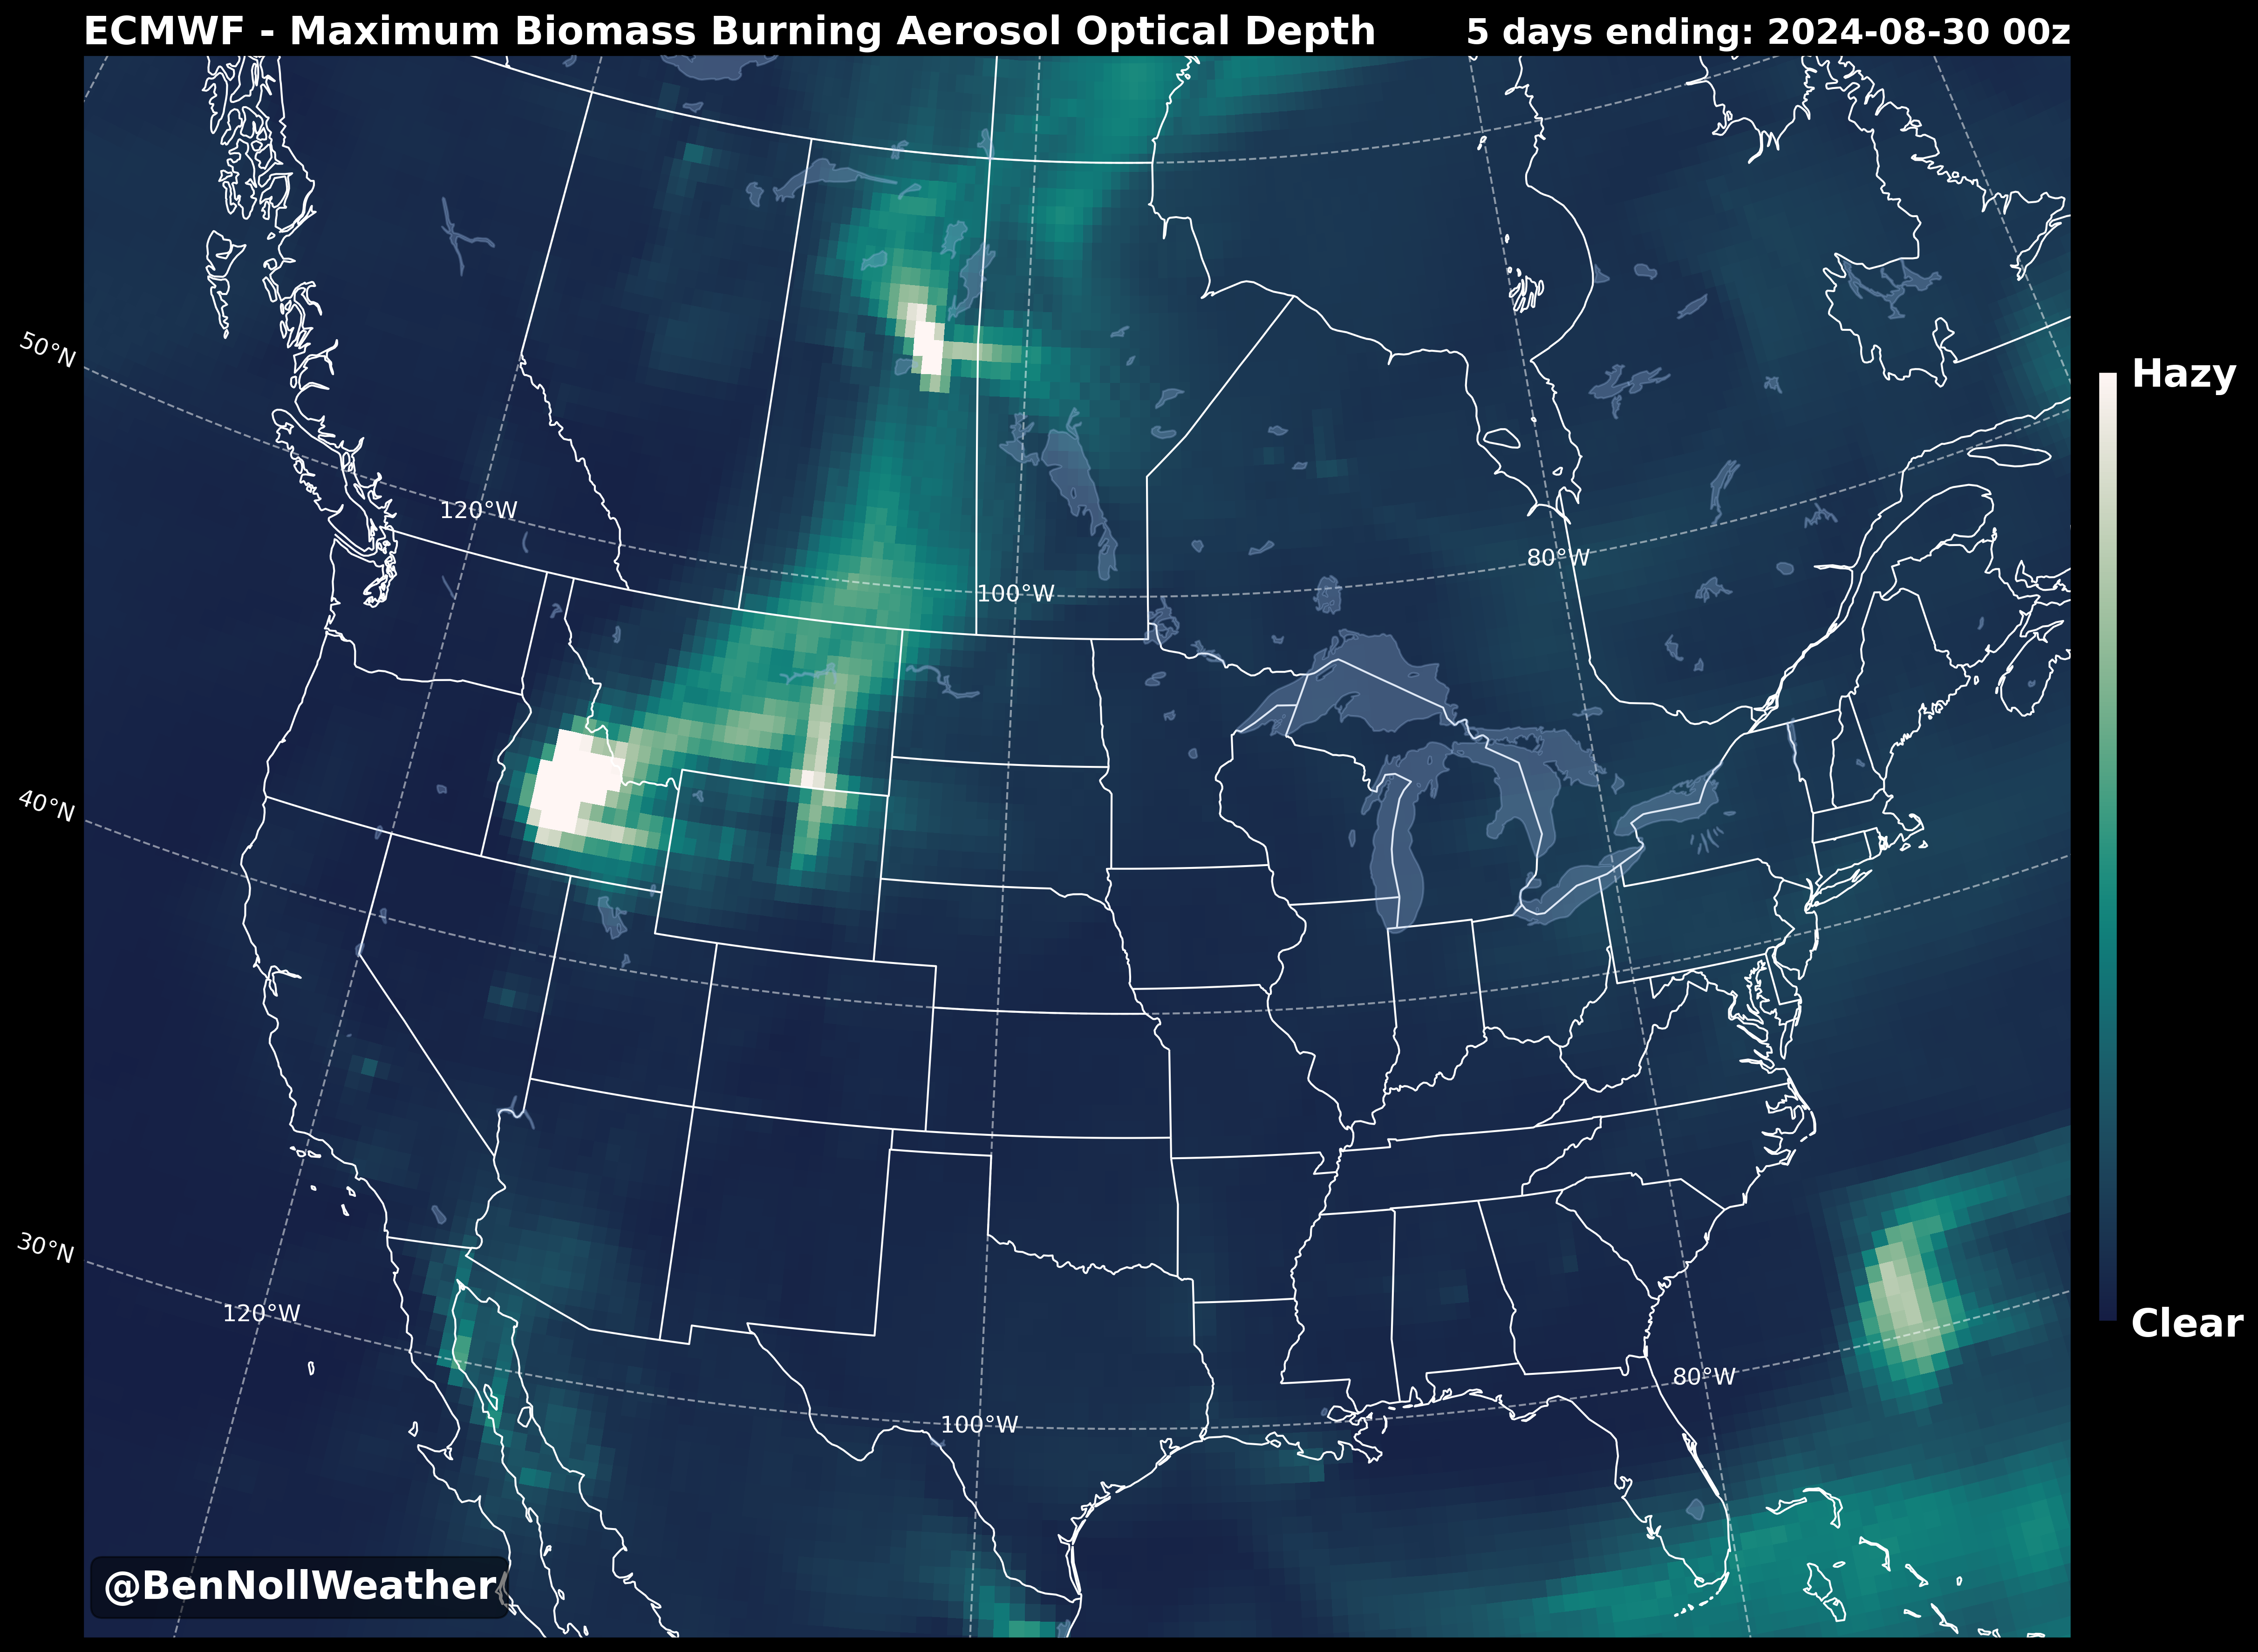 ECMWF - Maximum Biomass Burning Aerosol Optical Depth
5 days ending: 2024-08-30 00z
50°N
Hazy
120°W
80°W
100°W
40°N
30°N
120°W
Clear
80°W
100°W
@BenNollWeather